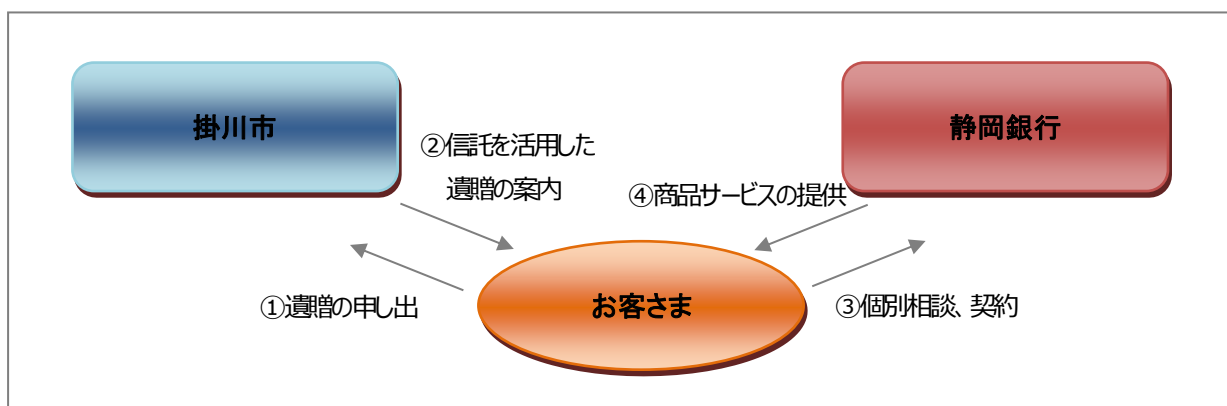 掛川市
静岡銀行
②信託を活用した
遺贈の案内
④商品サービスの提供
①遺贈の申し出
お客さま
③個別相談、契約